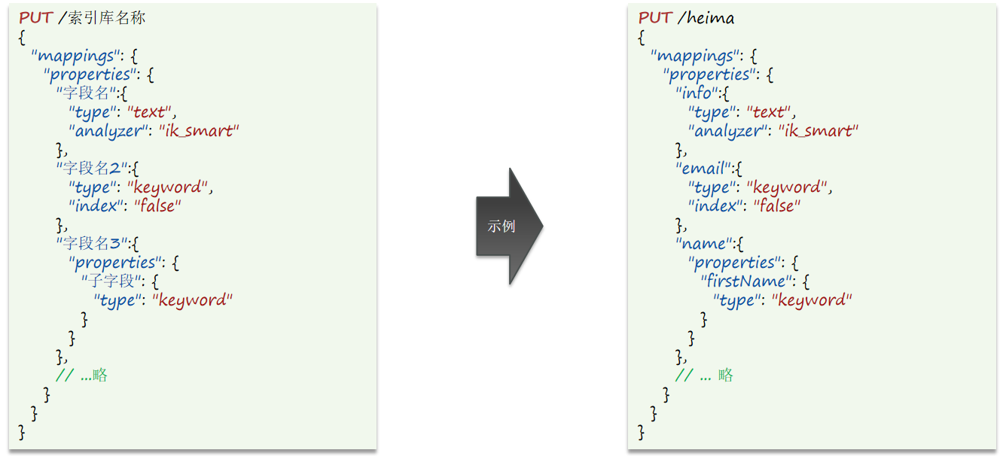 PUT /索引库名称
{
  "mappings": {
    "properties": {
      "字段名":{
        "type": "text",
        "analyzer": "ik_smart"
      },
      "字段名2":{
        "type": "keyword",
        "index": "false"
      },
      "字段名3":{
        "properties": {
          "子字段": {
            "type": "keyword"
          }
        }
      },
      // ...略
    }
  }
}
示例
PUT /heima
{
  "mappings": {
    "properties": {
      "info":{
        "type": "text",
        "analyzer": "ik_smart"
      },
      "email":{
        "type": "keyword",
        "index": "false"
      },
      "name":{
        "properties": {
          "firstName": {
            "type": "keyword"
          }
        }
      },
      // ... 略
    }
  }
}